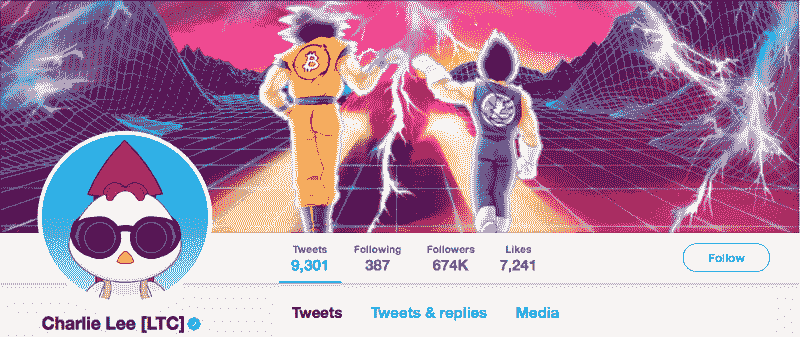 Tweets Following Followers Likes
9,301 387 674K 7,241
Follow
Tweets Tweets & replies Media
Charlie Lee [LTC]